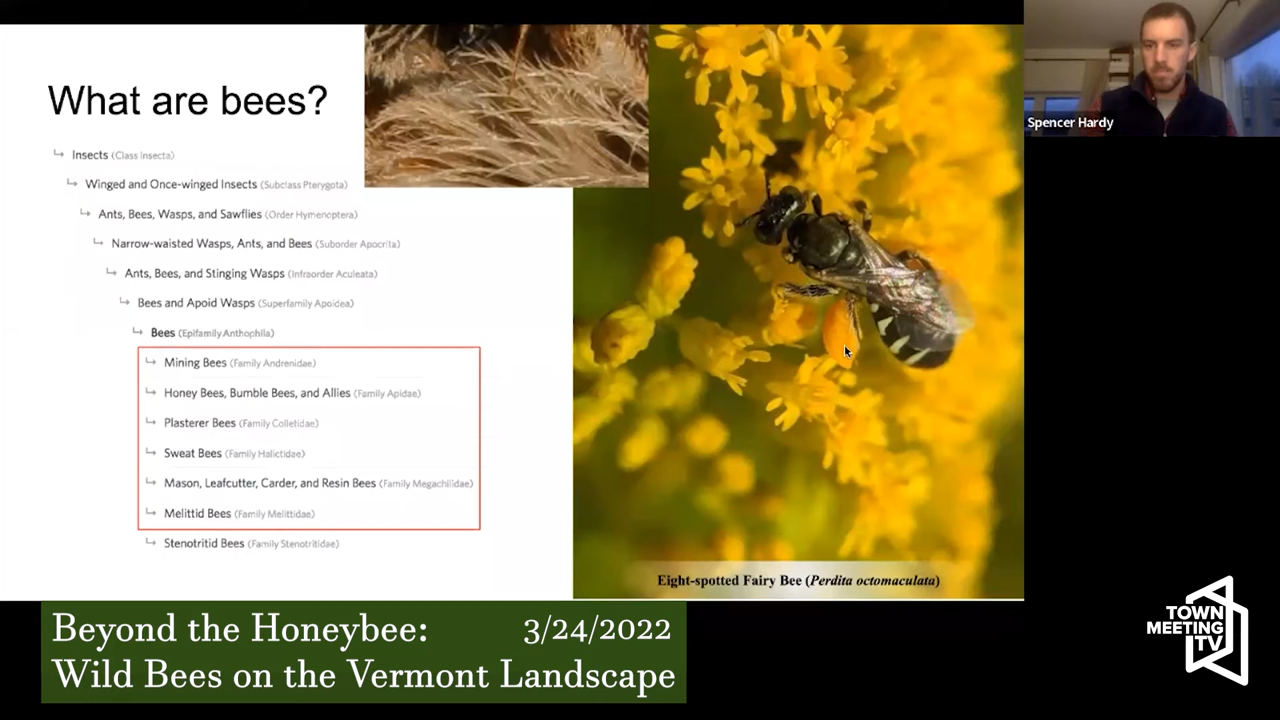 What are bees?
Insects (Class Insecta)
Winged and Once-winged Insects (Subclass Pterygota)
Ants, Bees, Wasps, and Sawflies (Order Hymenoptera)
Narrow-waisted Wasps, Ants, and Bees (Suborder Apocrita)
Ants, Bees, and Stinging Wasps (Infraorder Aculeata)
Bees and Apoid Wasps (Superfamily Apoidea)
Bees (Epifamily Anthophila)
Mining Bees (Family Andrenidae)
Honey Bees, Bumble Bees, and Allies (Family Apidae)
Plasterer Bees (Family Colletidae)
Sweat Bees (Family Halictidae)
Mason, Leafcutter, Carder, and Resin Bees (Family Megachilidae)
Melittid Bees (Family Melittidae)
Stenotritid Bees (Family Stenotritidae)
Eight-spotted Fairy Bee (Perdita octomaculata)
Spencer Hardy
Beyond the Honeybee: 3/24/2022
Wild Bees on the Vermont Landscape
TOWN
MEETING
TV